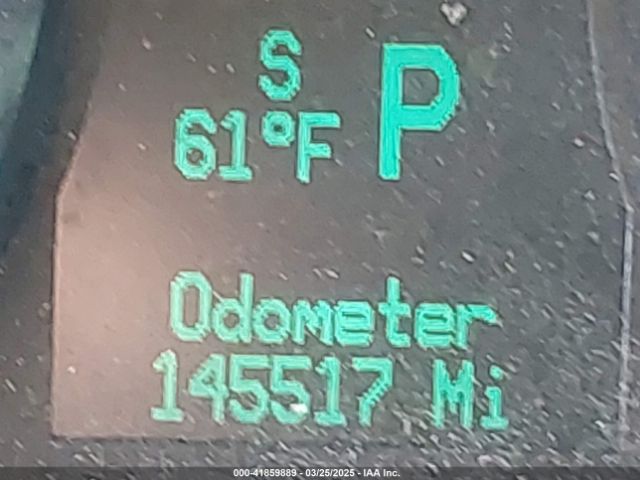 S
P
61°F
Odometer
145517 Mi
000-41859889 - 03/25/2025 - IAA Inc.